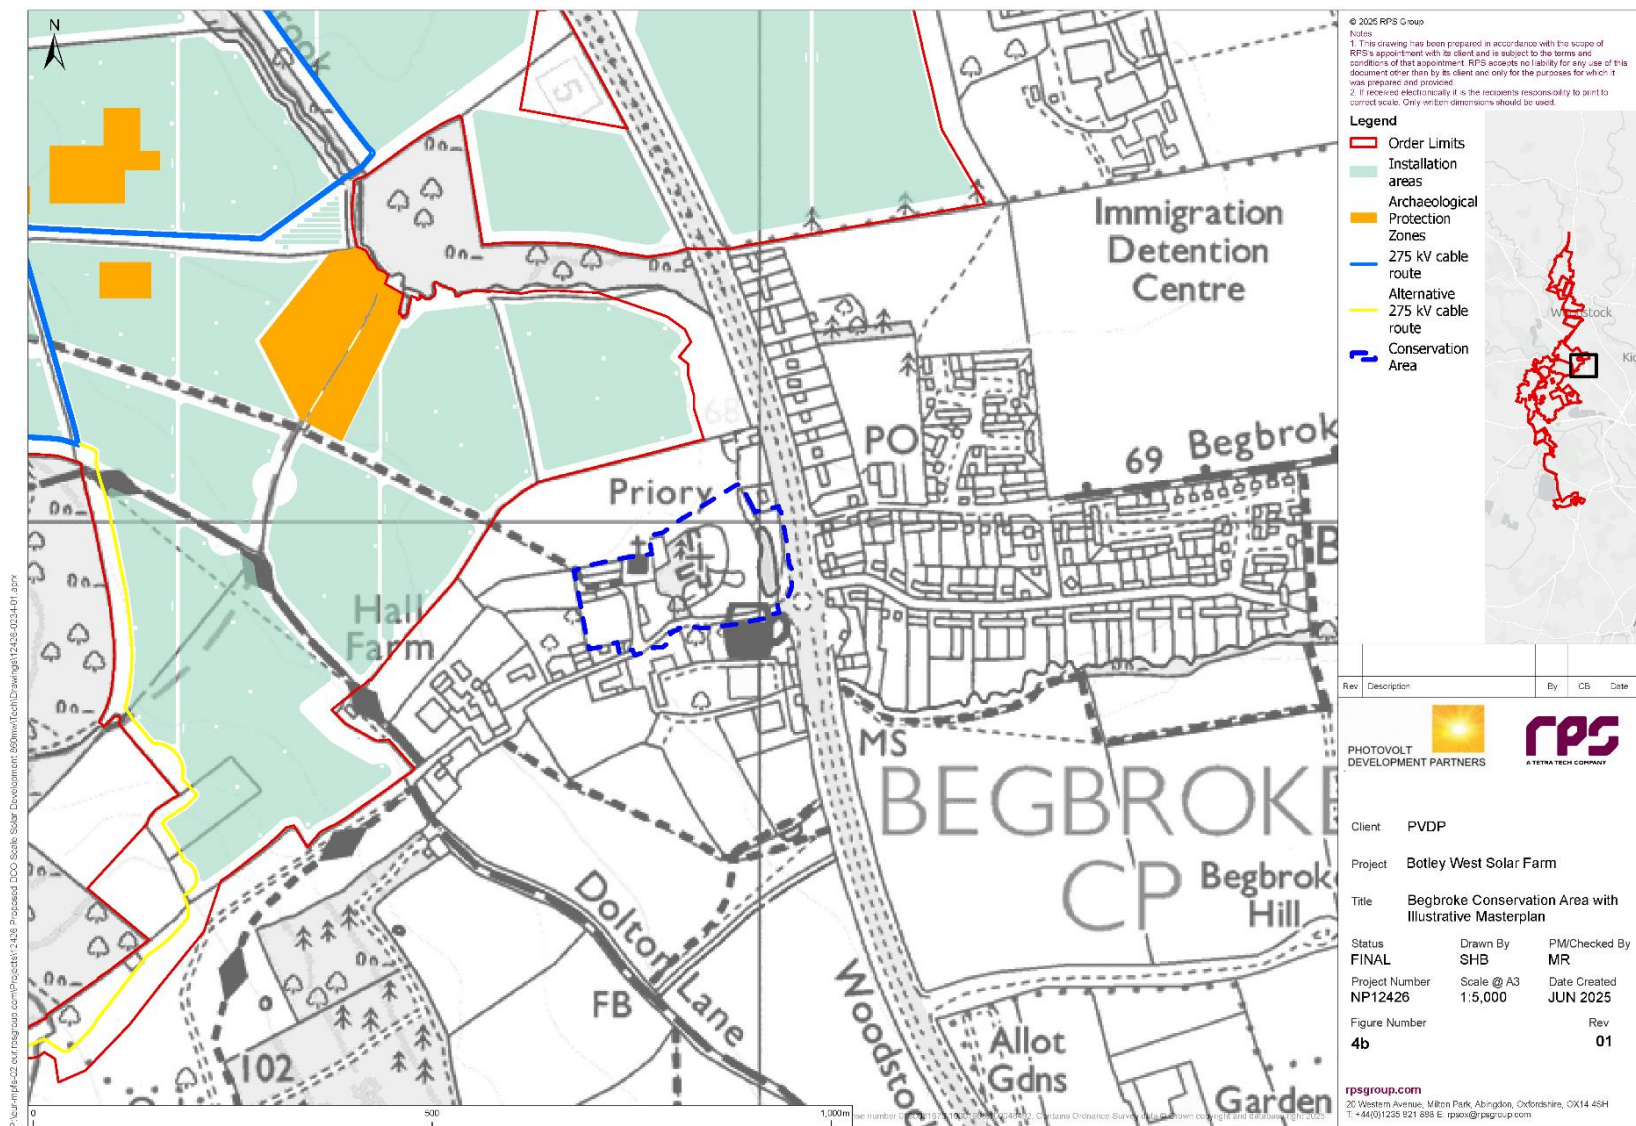 N
5
Immigration
Detention
Centre
68
PO
69
Begbrok
Priory
B
Hall
Farm
MS
BEGBROKE
CP
Begbrok
Hill
Dolton Lane
FB
Woodstock
Allot
Gdns
Garden
102
0
500
1,000m
© 2025 RPS Group
Notes
1. This drawing has been prepared in accordance with the scope of
RPS's appointment with its client and is subject to the terms and
conditions of that appointment. RPS accepts no liability for any use of this
document other than by its client and only for the purposes for which it
was prepared and provided.
2. If received electronically it is the recipients responsibility to print to
correct scale. Only written dimensions should be used.
Legend
Order Limits
Installation
areas
Archaeological
Protection
Zones
275 kV cable
route
Alternative
275 kV cable
route
Conservation
Area
Woodstock
Kid
Rev Description By CB Date
PHOTOVOLT
DEVELOPMENT PARTNERS
rps
A TETRA TECH COMPANY
Client PVDP
Project Botley West Solar Farm
Title Begbroke Conservation Area with
Illustrative Masterplan
Status Drawn By PM/Checked By
FINAL SHB MR
Project Number Scale @ A3 Date Created
NP12426 1:5,000 JUN 2025
Figure Number Rev
4b 01
rpsgroup.com
20 Western Avenue, Milton Park, Abingdon, Oxfordshire, OX14 4SH
T: +44(0)1235 821 888 E: rpsox@rpsgroup.com